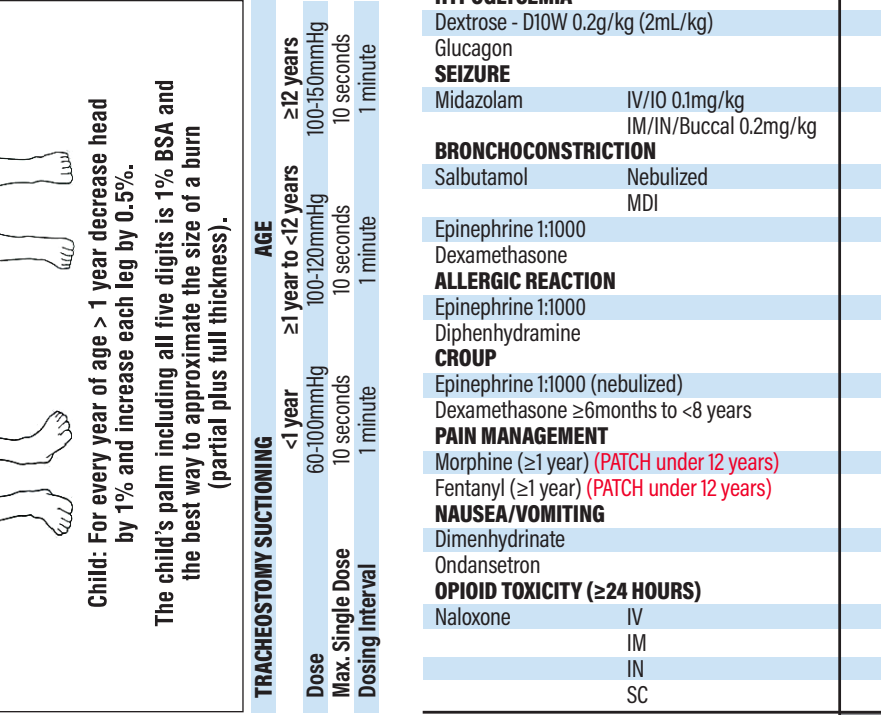 Child: For every year of age > 1 year decrease head
by 1% and increase each leg by 0.5%.
The child's palm including all five digits is 1% BSA and
the best way to approximate the size of a burn
(partial plus full thickness).
TRACHEOSTOMY SUCTIONING AGE
<1 year ≥1 year to <12 years ≥12 years
Dose 60-100mmHg 100-120mmHg 100-150mmHg
Max. Single Dose 10 seconds 10 seconds 10 seconds
Dosing Interval 1 minute 1 minute 1 minute
HYPOGLYCEMIA
Dextrose - D10W 0.2g/kg (2mL/kg)
Glucagon
SEIZURE
Midazolam IV/IO 0.1mg/kg
IM/IN/Buccal 0.2mg/kg
BRONCHOCONSTRICTION
Salbutamol Nebulized
MDI
Epinephrine 1:1000
Dexamethasone
ALLERGIC REACTION
Epinephrine 1:1000
Diphenhydramine
CROUP
Epinephrine 1:1000 (nebulized)
Dexamethasone ≥6months to <8 years
PAIN MANAGEMENT
Morphine (≥1 year) (PATCH under 12 years)
Fentanyl (≥1 year) (PATCH under 12 years)
NAUSEA/VOMITING
Dimenhydrinate
Ondansetron
OPIOID TOXICITY (≥24 HOURS)
Naloxone IV
IM
IN
SC